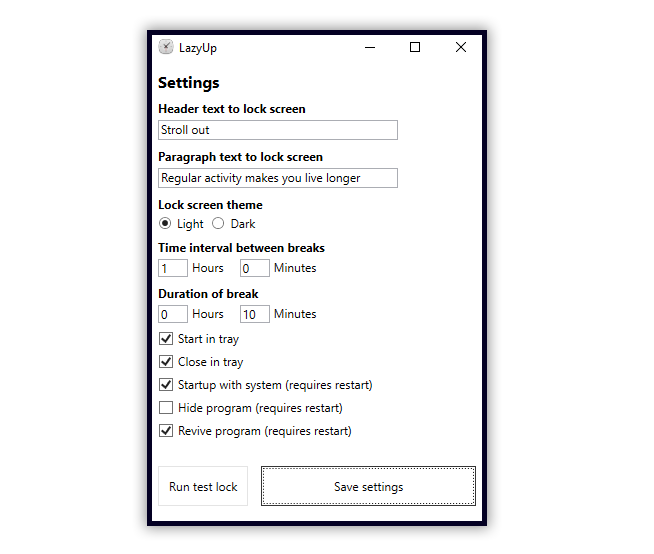 LazyUp
Settings
Header text to lock screen
Stroll out
Paragraph text to lock screen
Regular activity makes you live longer
Lock screen theme
Light Dark
Time interval between breaks
1 Hours 0 Minutes
Duration of break
0 Hours 10 Minutes
Start in tray
Close in tray
Startup with system (requires restart)
Hide program (requires restart)
Revive program (requires restart)
Run test lock Save settings